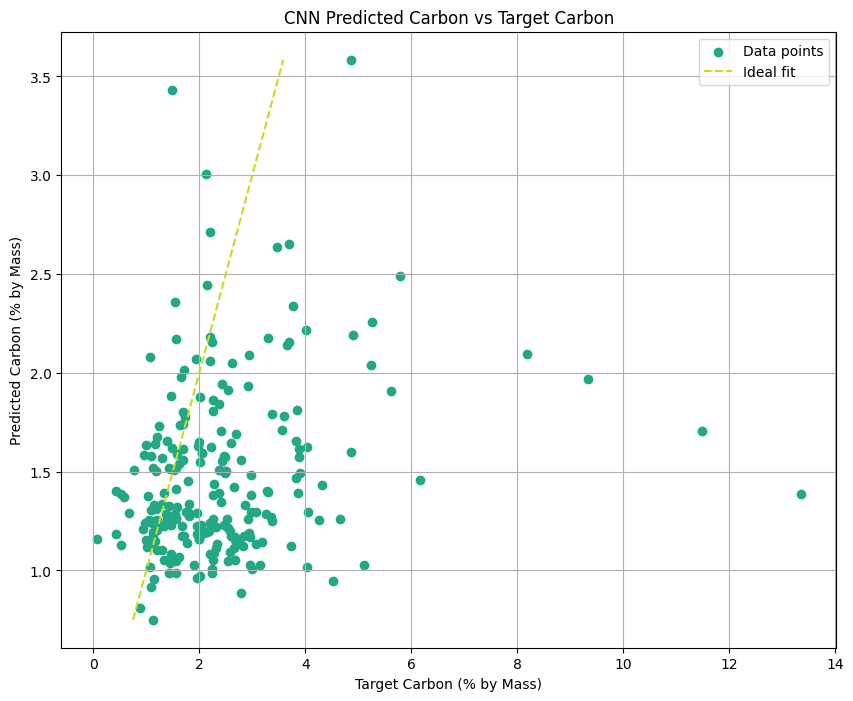 CNN Predicted Carbon vs Target Carbon
Data points
Ideal fit
Predicted Carbon (% by Mass)
3.5
3.0
2.5
2.0
1.5
1.0
0 2 4 6 8 10 12 14
Target Carbon (% by Mass)